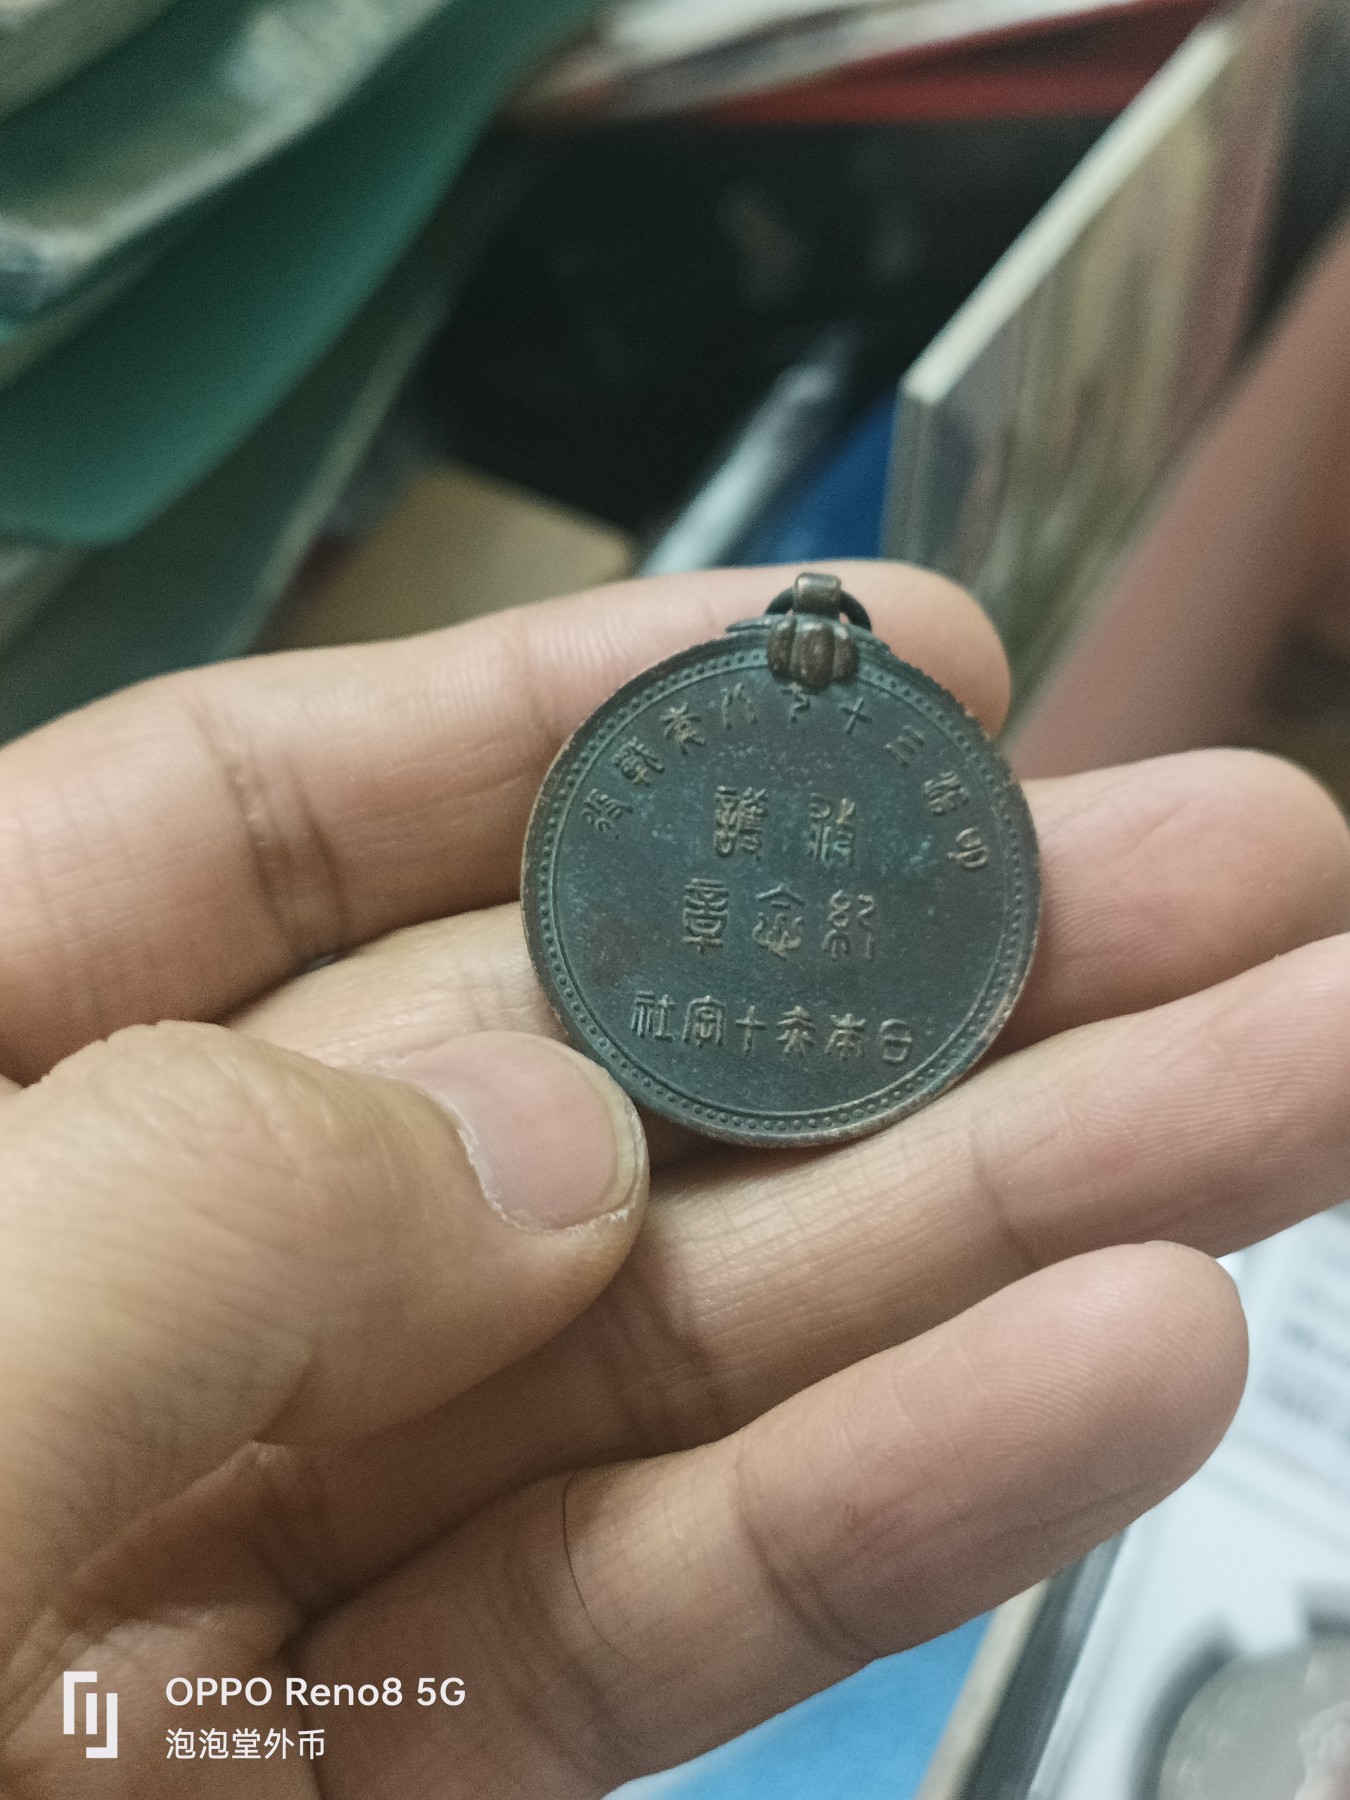 明治三十七八年戰役
救護
紀念章
日本赤十字社
OPPO Reno8 5G
泡泡堂外币